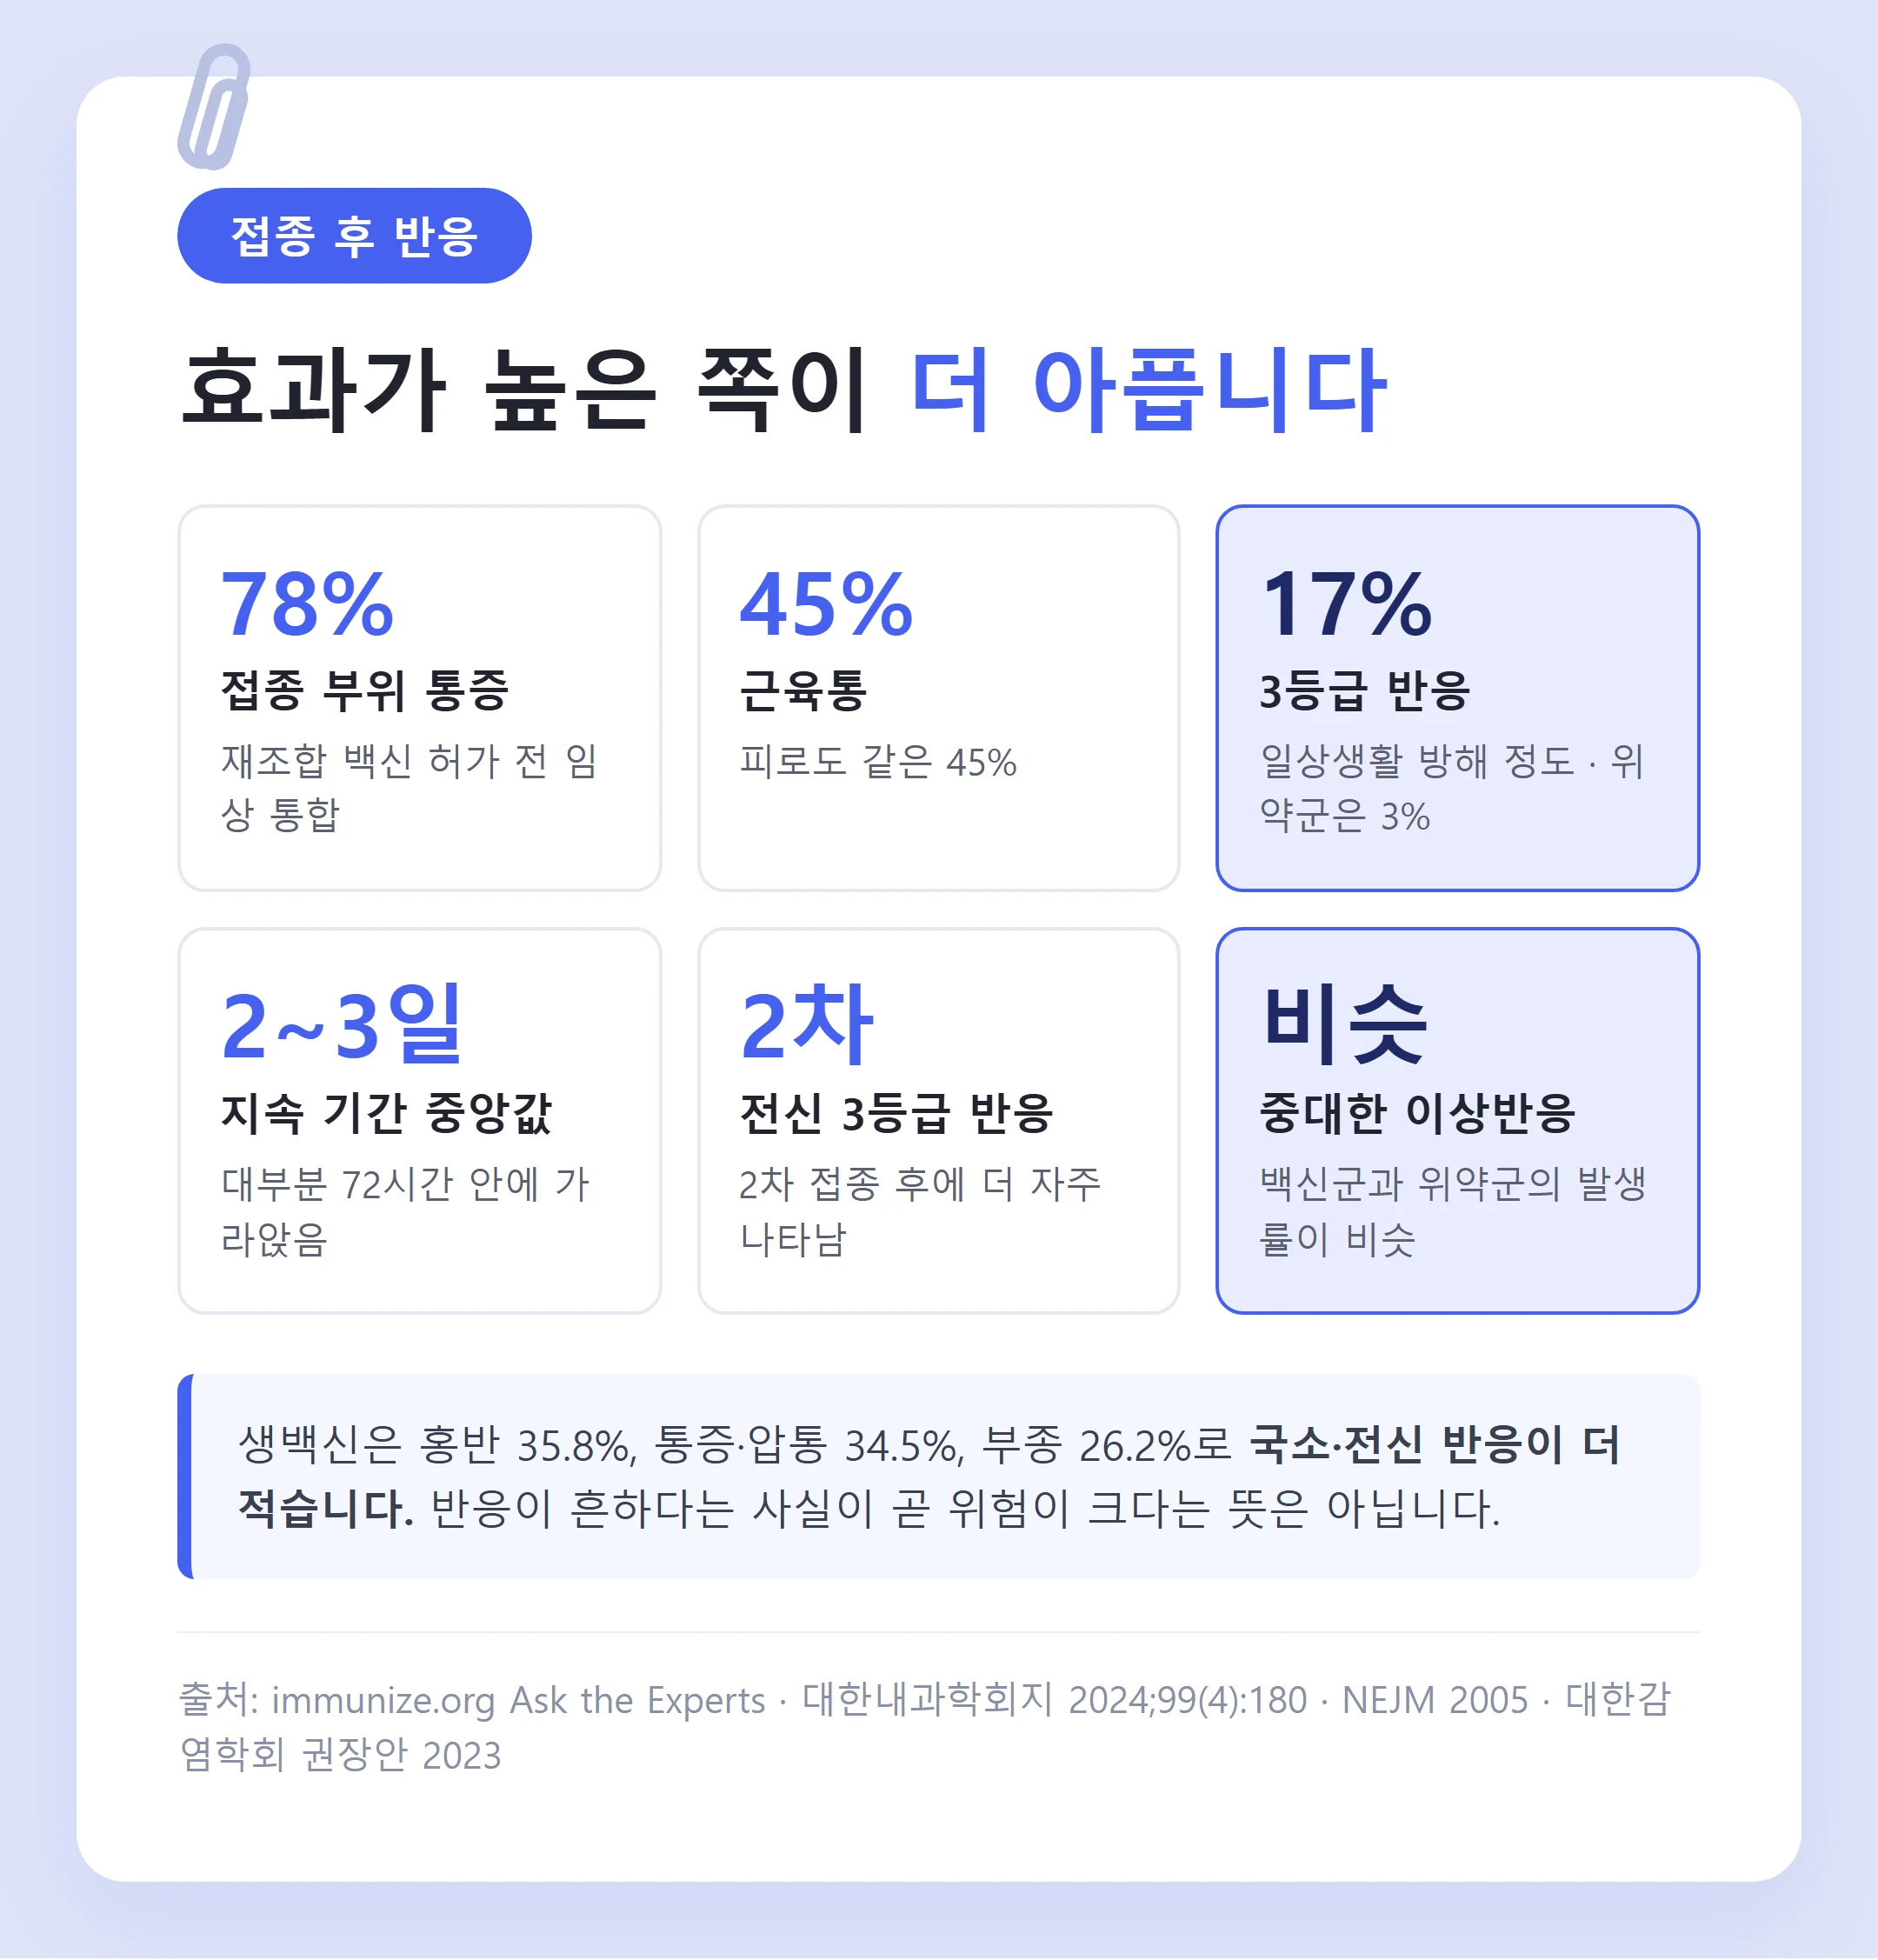 접종 후 반응
효과가 높은 쪽이 더 아픕니다
78%
접종 부위 통증
재조합 백신 허가 전 임
상 통합
45%
근육통
피로도 같은 45%
17%
3등급 반응
일상생활 방해 정도 · 위
약군은 3%
2~3일
지속 기간 중앙값
대부분 72시간 안에 가
라앉음
2차
전신 3등급 반응
2차 접종 후에 더 자주
나타남
비슷
중대한 이상반응
백신군과 위약군의 발생
률이 비슷
생백신은 홍반 35.8%, 통증·압통 34.5%, 부종 26.2%로 국소·전신 반응이 더
적습니다. 반응이 흔하다는 사실이 곧 위험이 크다는 뜻은 아닙니다.
출처: immunize.org Ask the Experts · 대한내과학회지 2024;99(4):180 · NEJM 2005 · 대한감
염학회 권장안 2023